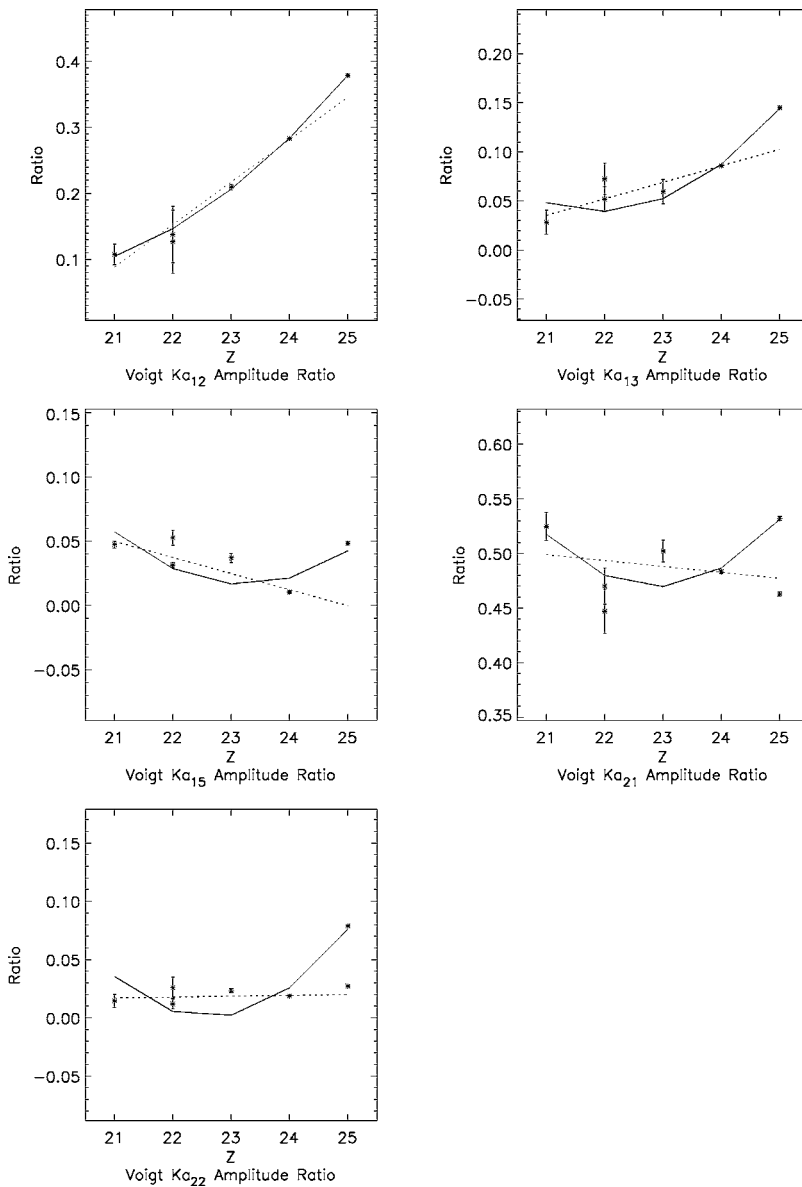 0.4
0.3
0.2
0.1
Ratio
21 22 23 24 25
Z
Voigt Ka12 Amplitude Ratio
0.20
0.15
0.10
0.05
0.00
−0.05
Ratio
21 22 23 24 25
Z
Voigt Ka13 Amplitude Ratio
0.15
0.10
0.05
0.00
−0.05
Ratio
21 22 23 24 25
Z
Voigt Ka15 Amplitude Ratio
0.60
0.55
0.50
0.45
0.40
0.35
Ratio
21 22 23 24 25
Z
Voigt Ka21 Amplitude Ratio
0.15
0.10
0.05
0.00
−0.05
Ratio
21 22 23 24 25
Z
Voigt Ka22 Amplitude Ratio